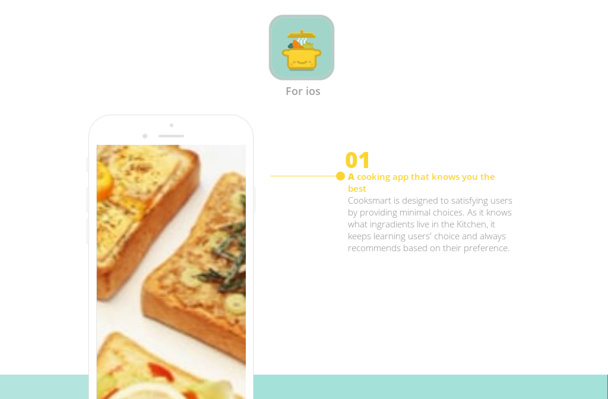 For ios
01
A cooking app that knows you the
best
Cooksmart is designed to satisfying users
by providing minimal choices. As it knows
what ingredients live in the Kitchen, it
keeps learning users' choice and always
recommends based on their preference.